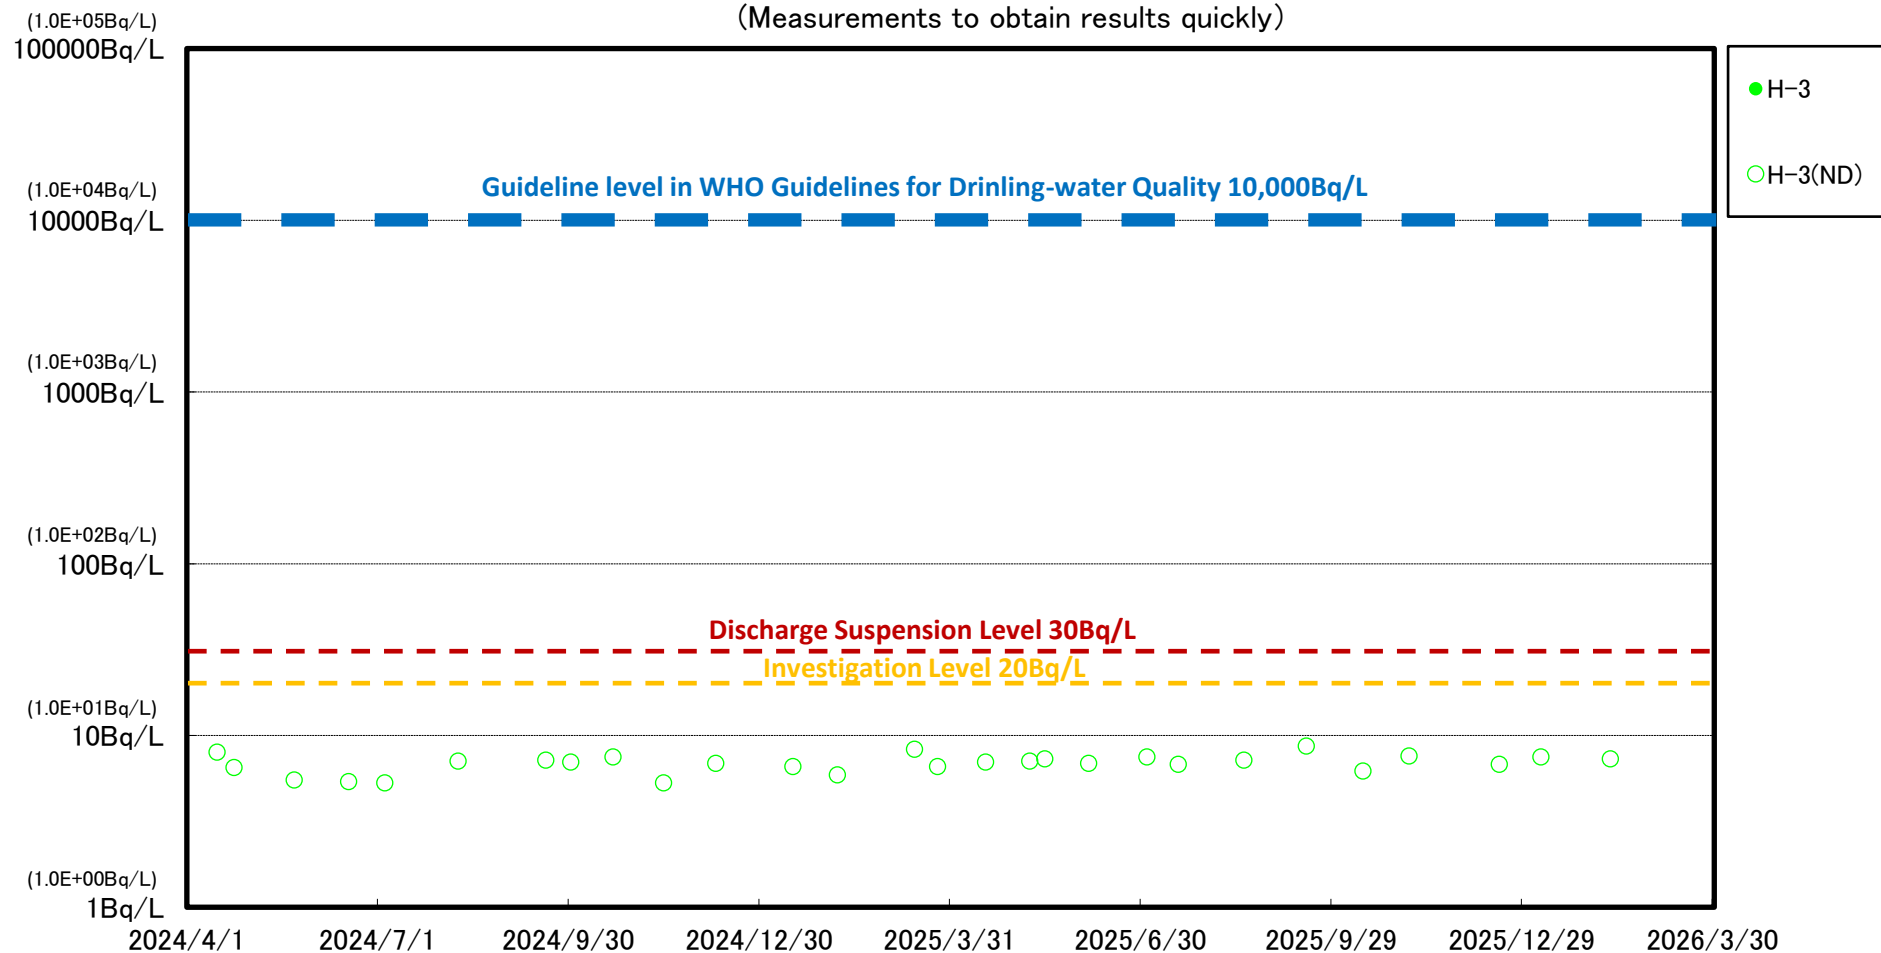 (Measurements to obtain results quickly)
(1.0E+05Bq/L)
100000Bq/L
H-3
H-3(ND)
(1.0E+04Bq/L)
10000Bq/L
Guideline level in WHO Guidelines for Drinling-water Quality 10,000Bq/L
(1.0E+03Bq/L)
1000Bq/L
(1.0E+02Bq/L)
100Bq/L
Discharge Suspension Level 30Bq/L
Investigation Level 20Bq/L
(1.0E+01Bq/L)
10Bq/L
(1.0E+00Bq/L)
1Bq/L
2024/4/1 2024/7/1 2024/9/30 2024/12/30 2025/3/31 2025/6/30 2025/9/29 2025/12/29 2026/3/30